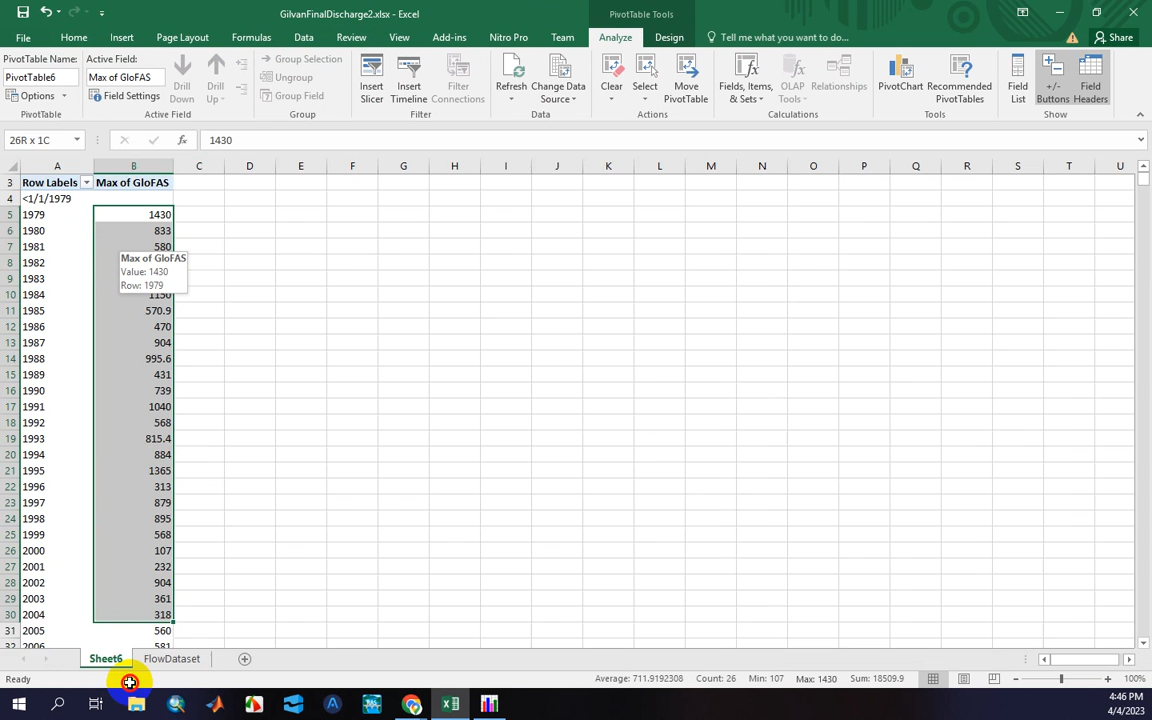 GilvanFinalDischarge2.xlsx - Excel
PivotTable Tools
File Home Insert Page Layout Formulas Data Review View Add-ins Nitro Pro Team Analyze Design Tell me what you want to do... Share
PivotTable Name:
PivotTable6
Options
PivotTable
Active Field:
Max of GloFAS
Field Settings
Drill Down
Drill Up
Active Field
Group Selection
Ungroup
Group Field
Group
Insert Slicer
Insert Timeline
Filter Connections
Filter
Refresh
Change Data Source
Data
Clear
Select
Move PivotTable
Actions
Fields, Items, & Sets
OLAP Tools
Relationships
Calculations
PivotChart
Recommended PivotTables
Tools
Field List
+/- Buttons
Field Headers
Show
26R x 1C fx 1430
A B C D E F G H I J K L M N O P Q R S T U
3 Row Labels Max of GloFAS
4 <1/1/1979
5 1979 1430
6 1980 833
7 1981 580
8 1982
9 1983
10 1984 1150
11 1985 570.9
12 1986 470
13 1987 904
14 1988 995.6
15 1989 431
16 1990 739
17 1991 1040
18 1992 568
19 1993 815.4
20 1994 884
21 1995 1365
22 1996 313
23 1997 879
24 1998 895
25 1999 568
26 2000 107
27 2001 232
28 2002 904
29 2003 361
30 2004 318
31 2005 560
32 2006 581
Max of GloFAS
Value: 1430
Row: 1979
Sheet6 FlowDataset
Ready Average: 711.9192308 Count: 26 Min: 107 Max: 1430 Sum: 18509.9 100%
4:46 PM
4/4/2023